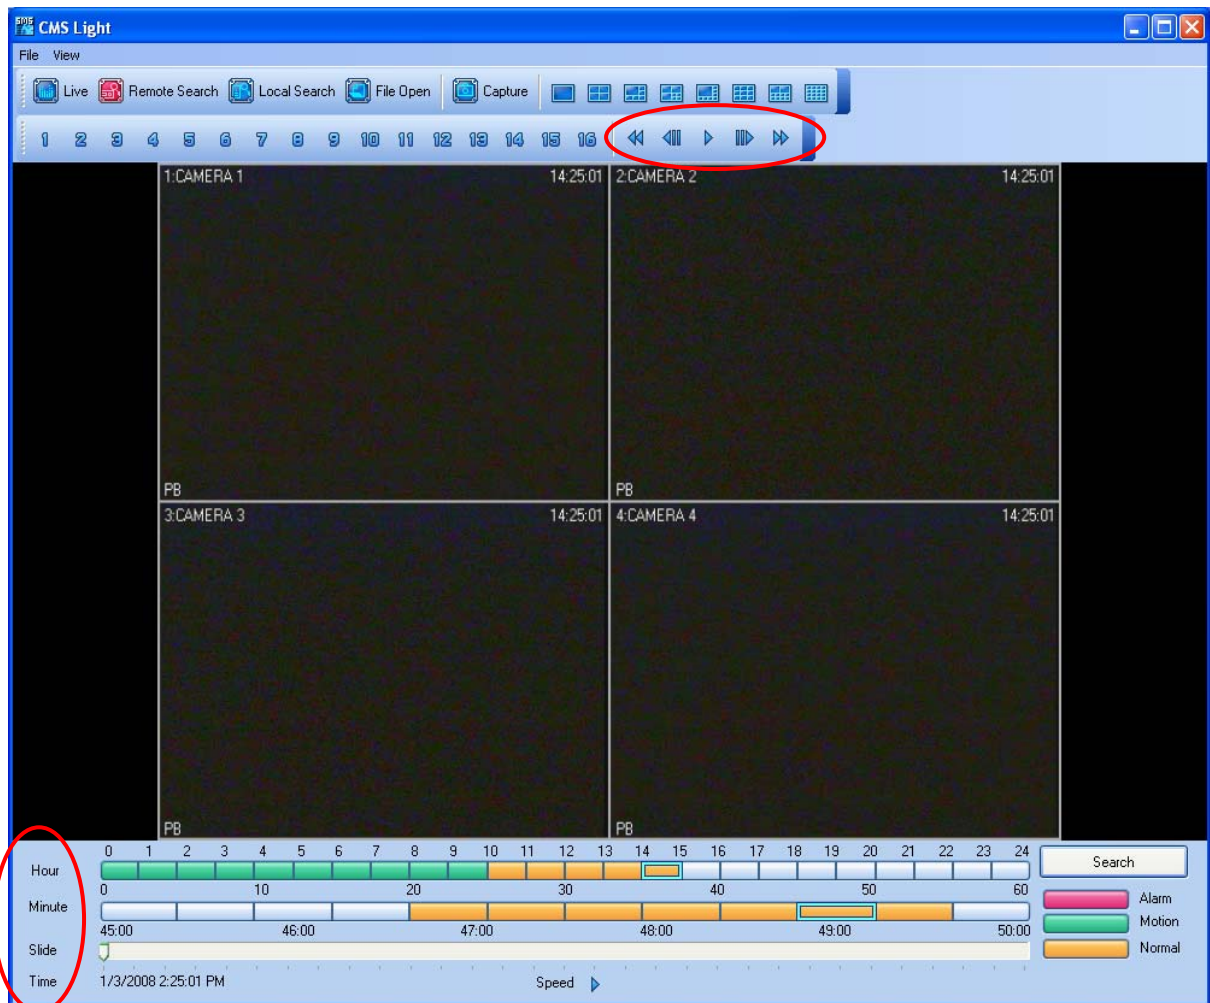 CMS Light
File View
Live Remote Search Local Search File Open Capture
1 2 3 4 5 6 7 8 9 10 11 12 13 14 15 16
1:CAMERA 1 14:25:01 2:CAMERA 2 14:25:01
PB PB
3:CAMERA 3 14:25:01 4:CAMERA 4 14:25:01
PB PB
0 1 2 3 4 5 6 7 8 9 10 11 12 13 14 15 16 17 18 19 20 21 22 23 24
Hour Search
0 10 20 30 40 50 60
Minute Alarm
45:00 46:00 47:00 48:00 49:00 50:00
Motion
Slide Normal
Time 1/3/2008 2:25:01 PM Speed